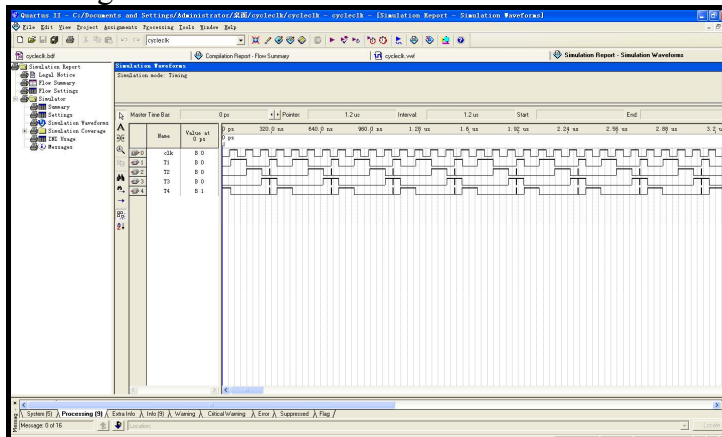 Quartus II - C:/Documents and Settings/Administrator/桌面/cycleclk/cycleclk - cycleclk - [Simulation Report - Simulation Waveforms]
File Edit View Project Assignments Processing Tools Window Help
cycleclk
cycleclk.bdf
Compilation Report - Flow Summary
cycleclk.vwf
Simulation Report - Simulation Waveforms
Simulation Report
Legal Notice
Flow Summary
Flow Settings
Simulator
Summary
Settings
Simulation Waveforms
Simulation Coverage
INI Usage
Messages
Simulation Waveforms
Simulation mode: Timing
Master Time Bar: 0 ps Pointer: 1.2 us Interval: 1.2 us Start: End:
Name Value at 0 ps
0 ps 320.0 ns 640.0 ns 960.0 ns 1.28 us 1.6 us 1.92 us 2.24 us 2.56 us 2.88 us 3.2 u
0 ps
0 clk B 0
1 T1 B 0
2 T2 B 0
3 T3 B 0
4 T4 B 1
System (5) Processing (9) Extra Info Info (9) Warning Critical Warning Error Suppressed Flag
Message: 0 of 16 Location: Locate
Message